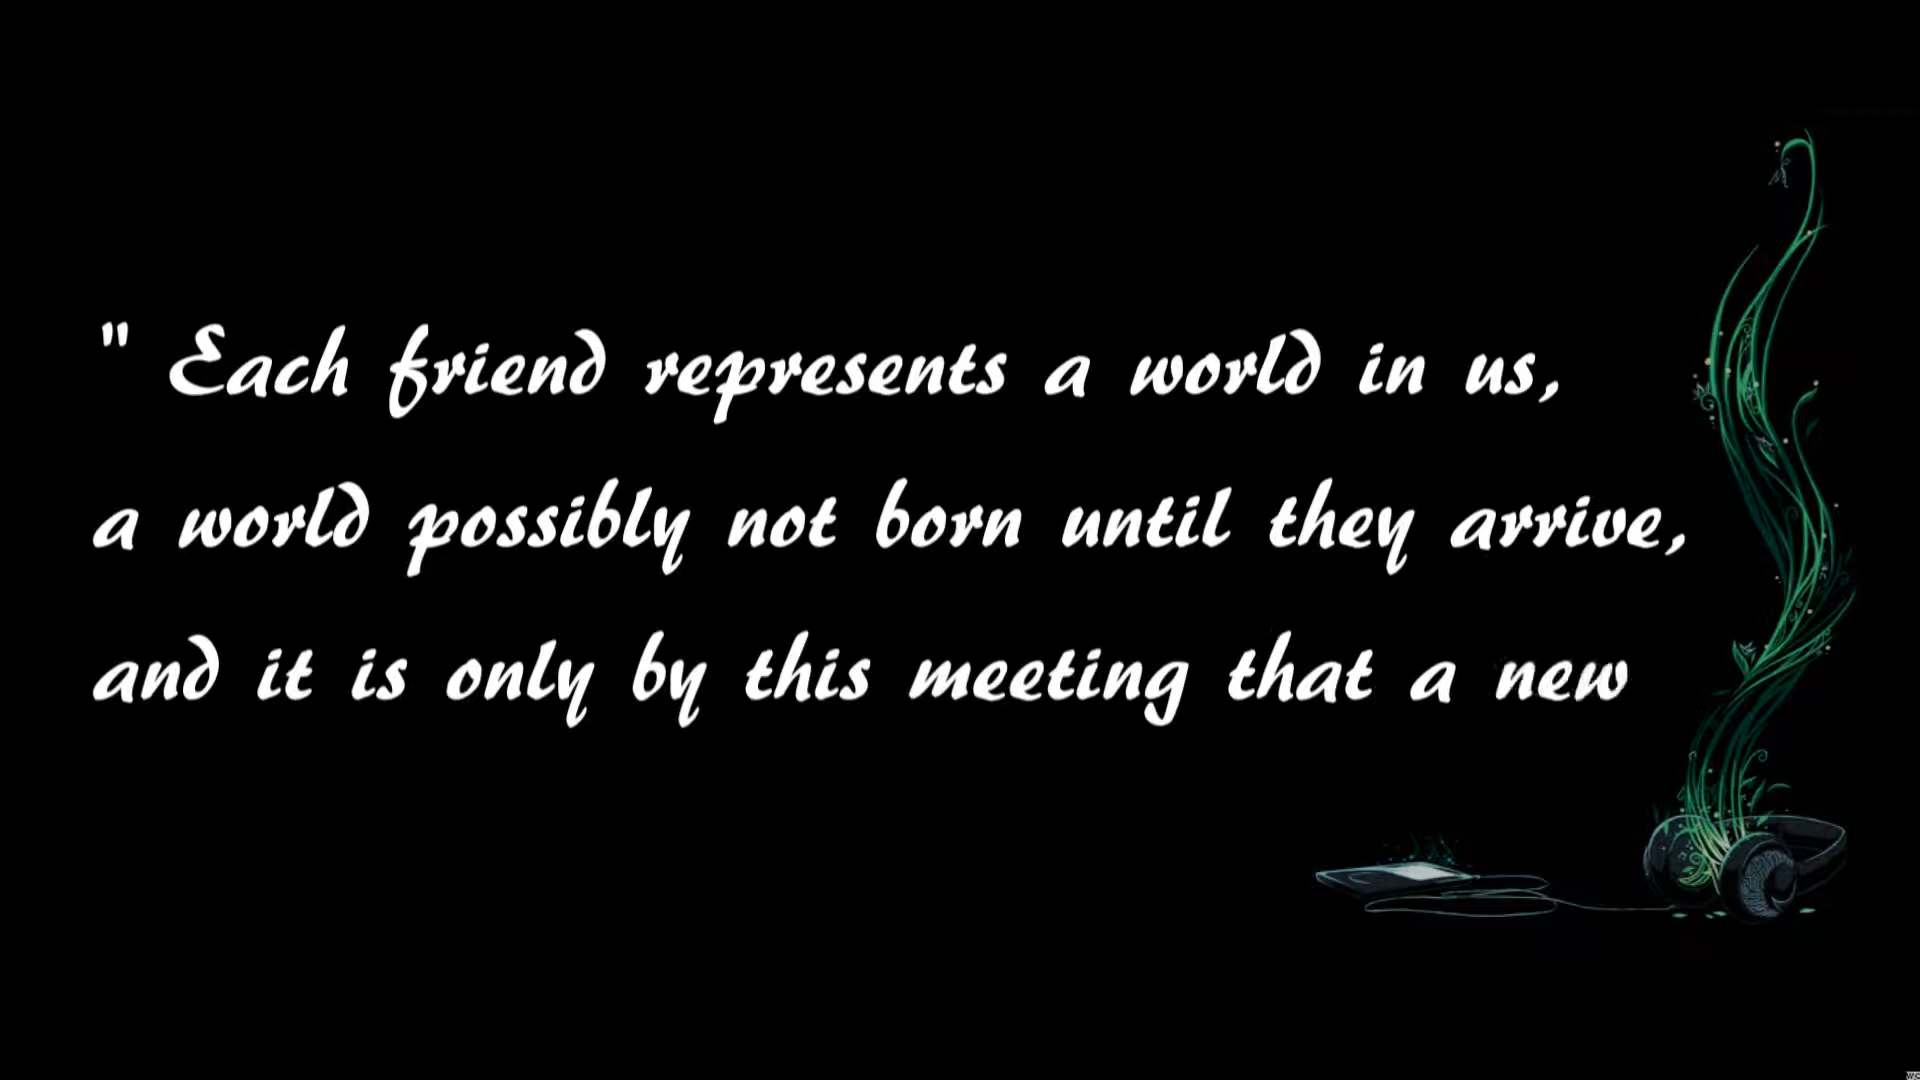 " Each friend represents a world in us,
a world possibly not born until they arrive,
and it is only by this meeting that a new